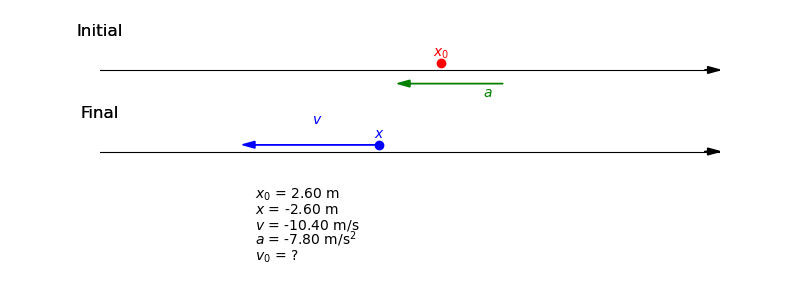 Initial
x₀
a
Final
v
x
x₀ = 2.60 m
x = -2.60 m
v = -10.40 m/s
a = -7.80 m/s²
v₀ = ?